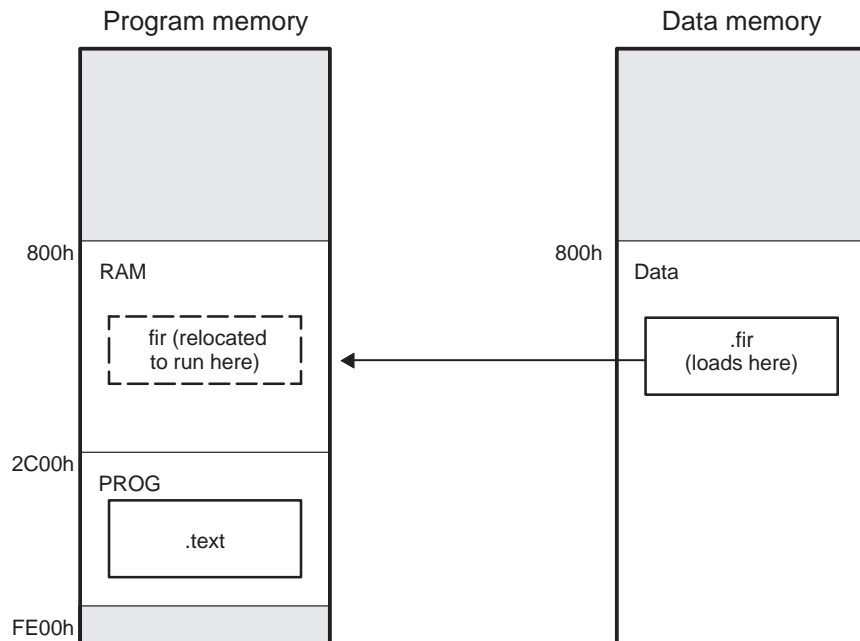 Program memory
Data memory
800h
RAM
fir (relocated
to run here)
2C00h
PROG
.text
FE00h
800h
Data
.fir
(loads here)